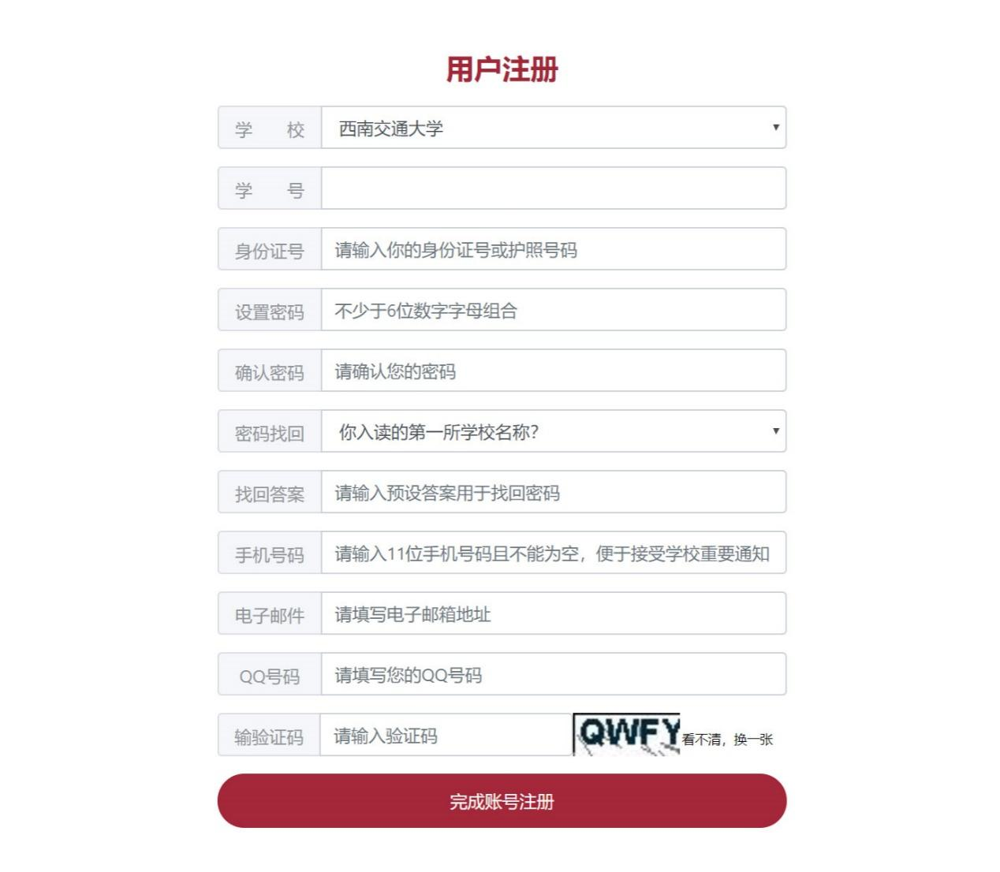 用户注册
学 校 西南交通大学
学 号
身份证号 请输入你的身份证号或护照号码
设置密码 不少于6位数字字母组合
确认密码 请确认您的密码
密码找回 你入读的第一所学校名称?
找回答案 请输入预设答案用于找回密码
手机号码 请输入11位手机号码且不能为空，便于接受学校重要通知
电子邮件 请填写电子邮箱地址
QQ号码 请填写您的QQ号码
输验证码 请输入验证码 QWFY 看不清，换一张
完成账号注册